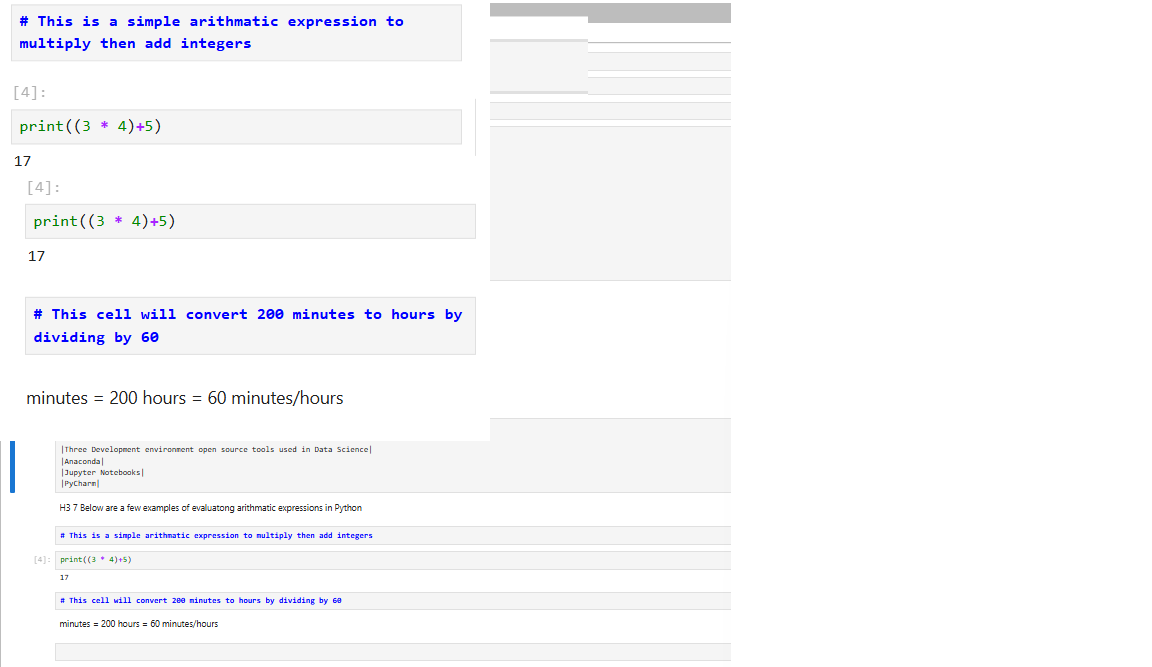 # This is a simple arithmatic expression to
multiply then add integers
[4]:
print((3 * 4)+5)
17
[4]:
print((3 * 4)+5)
17
# This cell will convert 200 minutes to hours by
dividing by 60
minutes = 200 hours = 60 minutes/hours
|Three Development environment open source tools used in Data Science|
|Anaconda|
|Jupyter Notebooks|
|PyCharm|
H3 7 Below are a few examples of evaluatong arithmatic expressions in Python
# This is a simple arithmatic expression to multiply then add integers
[4]: print((3 * 4)+5)
17
# This cell will convert 200 minutes to hours by dividing by 60
minutes = 200 hours = 60 minutes/hours